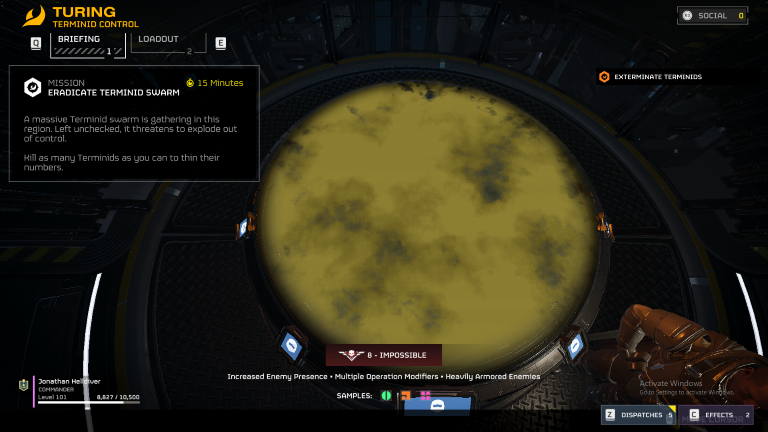 TURING
TERMINID CONTROL
SOCIAL 0
Q
BRIEFING
1
LOADOUT
2
E
MISSION
15 Minutes
ERADICATE TERMINID SWARM
EXTERMINATE TERMINIDS
A massive Terminid swarm is gathering in this
region. Left unchecked, it threatens to explode out
of control.
Kill as many Terminids as you can to thin their
numbers.
8 - IMPOSSIBLE
Increased Enemy Presence • Multiple Operation Modifiers • Heavily Armored Enemies
SAMPLES:
Jonathan Helldiver
COMMANDER
Level 101 8,827 / 10,500
Activate Windows
Go to Settings to activate Windows.
Z DISPATCHES 5
C EFFECTS 2